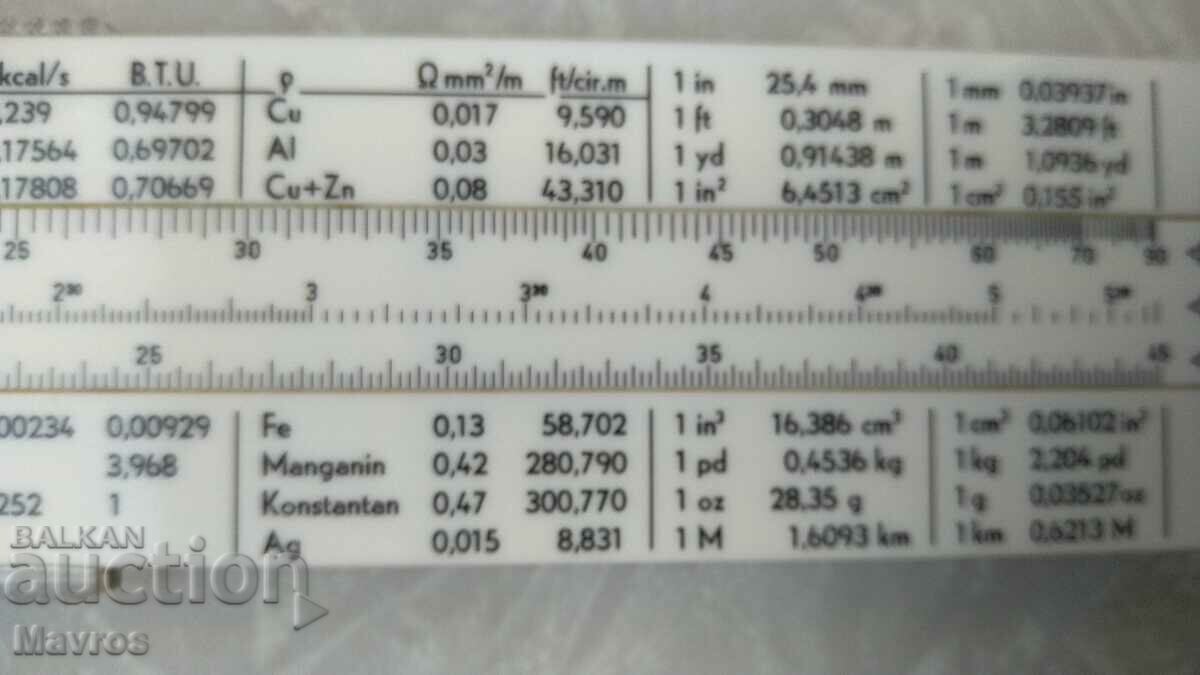 kcal/s B.T.U. ϱ Ω mm²/m ft/cir.m 1 in 25,4 mm 1 mm 0,03937 in
,239 0,94799 Cu 0,017 9,590 1 ft 0,3048 m 1 m 3,2809 ft
,17564 0,69702 Al 0,03 16,031 1 yd 0,91438 m 1 m 1,0936 yd
,17808 0,70669 Cu+Zn 0,08 43,310 1 in² 6,4513 cm² 1 cm² 0,155 in²
25 30 35 40 45 50 60 70 90
2³⁰ 3 3³⁰ 4 4³⁰ 5 5³⁰
25 30 35 40 45
00234 0,00929 Fe 0,13 58,702 1 in³ 16,386 cm³ 1 cm³ 0,06102 in³
3,968 Manganin 0,42 280,790 1 pd 0,4536 kg 1 kg 2,204 pd
252 1 Konstantan 0,47 300,770 1 oz 28,35 g 1 g 0,03527 oz
Ag 0,015 8,831 1 M 1,6093 km 1 km 0,6213 M
BALKAN
auction
Mavros